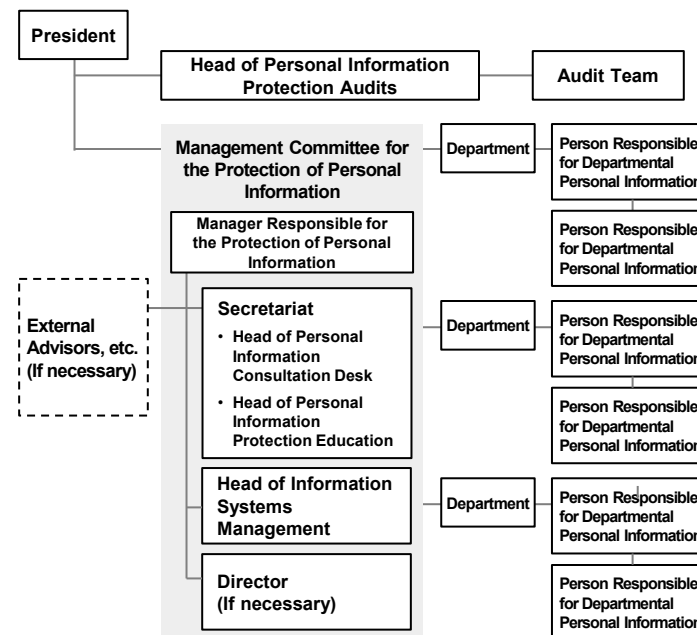 President
Head of Personal Information
Protection Audits
Audit Team
Management Committee for
the Protection of Personal
Information
Department
Person Responsible
for Departmental
Personal Information
Person Responsible
for Departmental
Personal Information
Manager Responsible for
the Protection of Personal
Information
External
Advisors, etc.
(If necessary)
Secretariat
• Head of Personal
Information
Consultation Desk
• Head of Personal
Information
Protection Education
Department
Person Responsible
for Departmental
Personal Information
Person Responsible
for Departmental
Personal Information
Head of Information
Systems
Management
Department
Person Responsible
for Departmental
Personal Information
Director
(If necessary)
Person Responsible
for Departmental
Personal Information